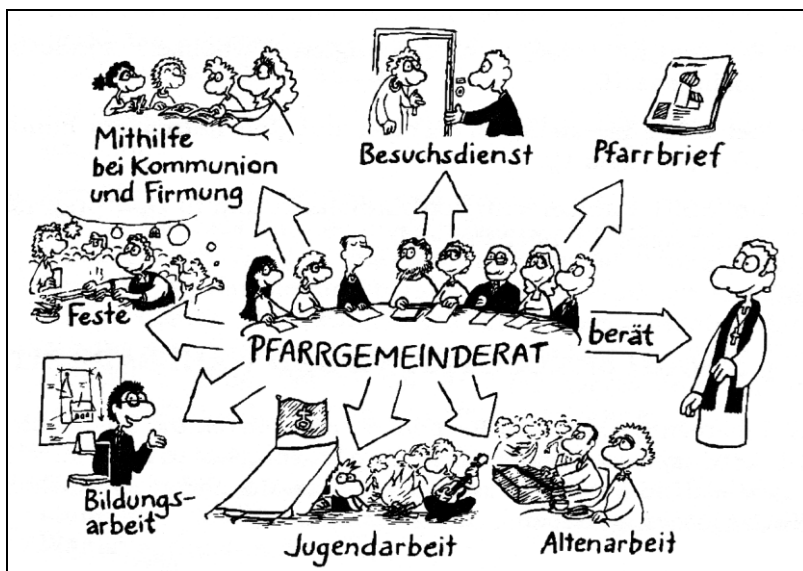 Mithilfe
bei Kommunion
und Firmung
Besuchsdienst
Pfarrbrief
Feste
PFARRGEMEINDERAT
berät
Bildungs-
arbeit
Jugendarbeit
Altenarbeit